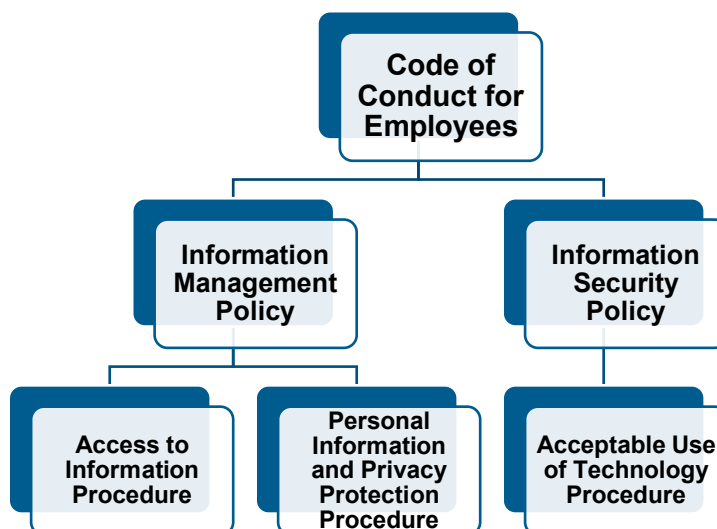 Code of
Conduct for
Employees
Information
Management
Policy
Information
Security
Policy
Access to
Information
Procedure
Personal
Information
and Privacy
Protection
Procedure
Acceptable Use
of Technology
Procedure